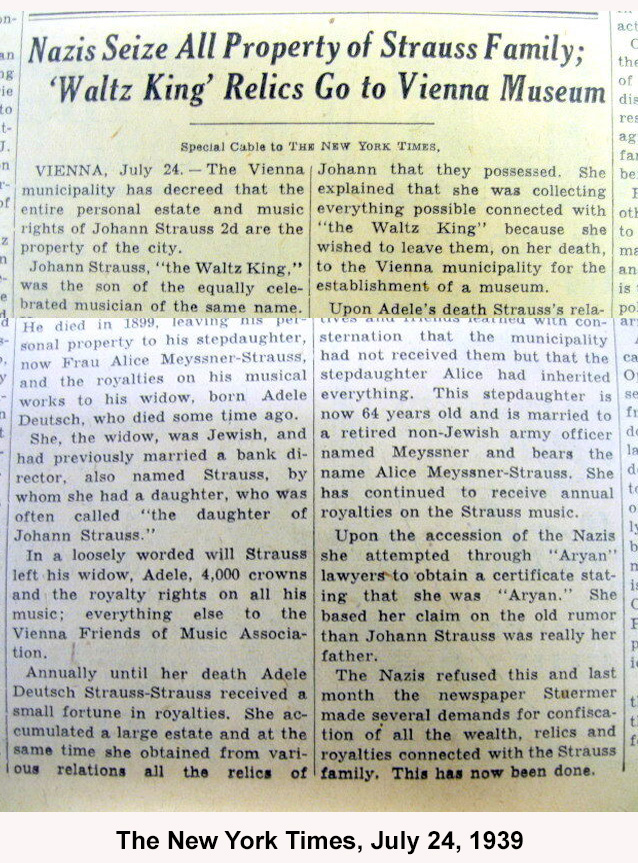 Nazis Seize All Property of Strauss Family;
'Waltz King' Relics Go to Vienna Museum
Special Cable to THE NEW YORK TIMES,
VIENNA, July 24. — The Vienna
municipality has decreed that the
entire personal estate and music
rights of Johann Strauss 2d are the
property of the city.
Johann Strauss, "the Waltz King,"
was the son of the equally cele-
brated musician of the same name.
He died in 1899, leaving his per-
sonal property to his stepdaughter,
now Frau Alice Meyssner-Strauss,
and the royalties on his musical
works to his widow, born Adele
Deutsch, who died some time ago.
She, the widow, was Jewish, and
had previously married a bank di-
rector, also named Strauss, by
whom she had a daughter, who was
often called "the daughter of
Johann Strauss."
In a loosely worded will Strauss
left his widow, Adele, 4,000 crowns
and the royalty rights on all his
music; everything else to the
Vienna Friends of Music Associa-
tion.
Annually until her death Adele
Deutsch Strauss-Strauss received a
small fortune in royalties. She ac-
cumulated a large estate and at the
same time she obtained from vari-
ous relations all the relics of
Johann that they possessed. She
explained that she was collecting
everything possible connected with
"the Waltz King" because she
wished to leave them, on her death,
to the Vienna municipality for the
establishment of a museum.
Upon Adele's death Strauss's rela-
tives and friends learned with con-
sternation that the municipality
had not received them but that the
stepdaughter Alice had inherited
everything. This stepdaughter is
now 64 years old and is married to
a retired non-Jewish army officer
named Meyssner and bears the
name Alice Meyssner-Strauss. She
has continued to receive annual
royalties on the Strauss music.
Upon the accession of the Nazis
she attempted through "Aryan"
lawyers to obtain a certificate stat-
ing that she was "Aryan." She
based her claim on the old rumor
than Johann Strauss was really her
father.
The Nazis refused this and last
month the newspaper Stuermer
made several demands for confisca-
tion of all the wealth, relics and
royalties connected with the Strauss
family. This has now been done.
The New York Times, July 24, 1939